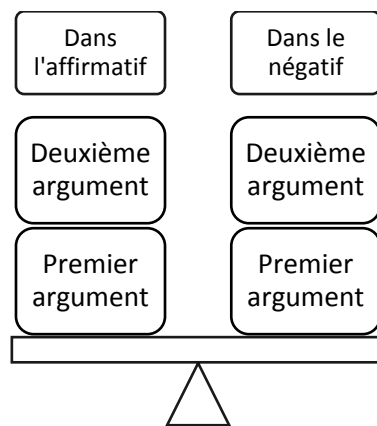 Dans
l'affirmatif
Dans le
négatif
Deuxième
argument
Deuxième
argument
Premier
argument
Premier
argument